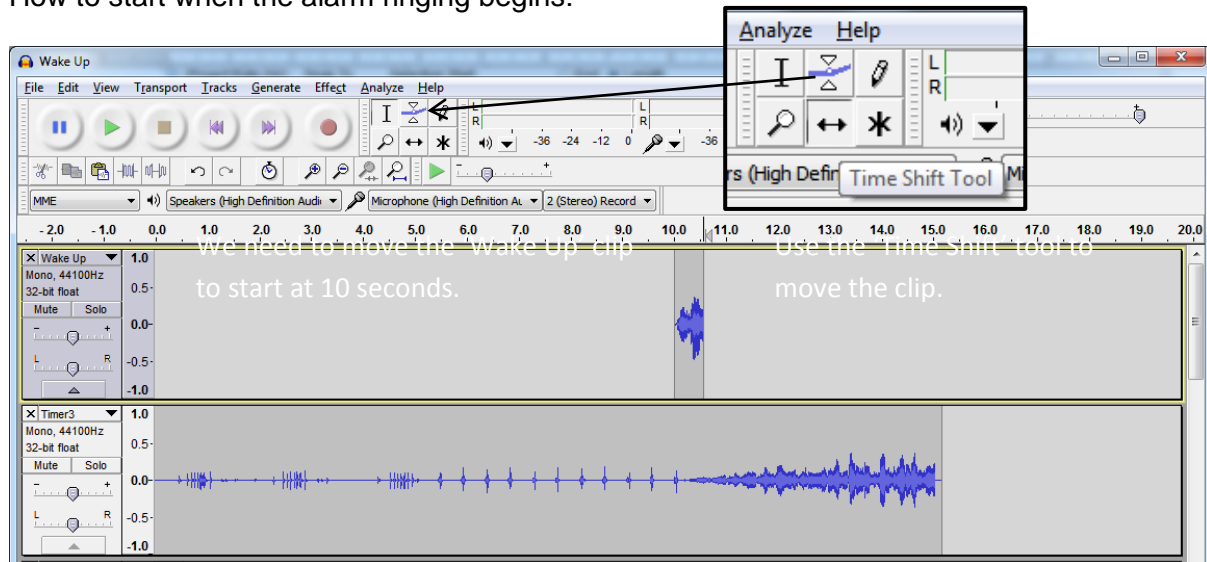 How to start when the alarm ringing begins.
Wake Up
File Edit View Transport Tracks Generate Effect Analyze Help
L
R
L
R
-36 -24 -12 0 -36
MME Speakers (High Definition Audi Microphone (High Definition Au 2 (Stereo) Record
Analyze Help
L
R
rs (High Defin
Time Shift Tool
Mi
-2.0 -1.0 0.0 1.0 2.0 3.0 4.0 5.0 6.0 7.0 8.0 9.0 10.0 11.0 12.0 13.0 14.0 15.0 16.0 17.0 18.0 19.0 20.0
We need to move the 'Wake Up' clip
to start at 10 seconds.
Use the 'Time Shift' tool to
move the clip.
X Wake Up
Mono, 44100Hz
32-bit float
Mute Solo
- +
L R
1.0
0.5
0.0
-0.5
-1.0
X Timer3
Mono, 44100Hz
32-bit float
Mute Solo
- +
L R
1.0
0.5
0.0
-0.5
-1.0